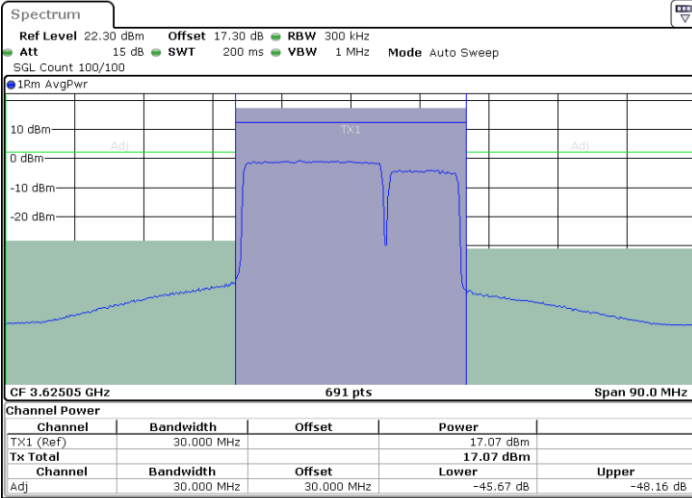 Spectrum
Ref Level 22.30 dBm Offset 17.30 dB RBW 300 kHz
Att 15 dB SWT 200 ms VBW 1 MHz Mode Auto Sweep
SGL Count 100/100
1Rm AvgPwr
10 dBm
TX1
Adj Adj
0 dBm
-10 dBm
-20 dBm
CF 3.62505 GHz 691 pts Span 90.0 MHz
Channel Power
Channel Bandwidth Offset Power
TX1 (Ref) 30.000 MHz 17.07 dBm
Tx Total 17.07 dBm
Channel Bandwidth Offset Lower Upper
Adj 30.000 MHz 30.000 MHz -45.67 dB -48.16 dB